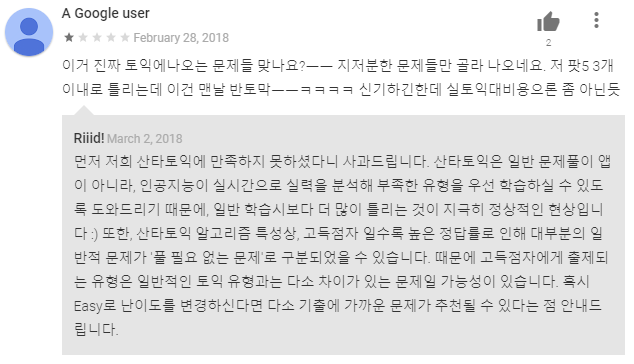 A Google user
February 28, 2018
2
이거 진짜 토익에나오는 문제들 맞나요?ㅡㅡ 지저분한 문제들만 골라 나오네요. 저 팟5 3개
이내로 틀리는데 이건 맨날 반토막ㅡㅡㅋㅋㅋㅋ 신기하긴한데 실토익대비용으론 좀 아닌듯
Riiid! March 2, 2018
먼저 저희 산타토익에 만족하지 못하셨다니 사과드립니다. 산타토익은 일반 문제풀이 앱
이 아니라, 인공지능이 실시간으로 실력을 분석해 부족한 유형을 우선 학습하실 수 있도
록 도와드리기 때문에, 일반 학습시보다 더 많이 틀리는 것이 지극히 정상적인 현상입니
다 :) 또한, 산타토익 알고리즘 특성상, 고득점자 일수록 높은 정답률로 인해 대부분의 일
반적 문제가 '풀 필요 없는 문제'로 구분되었을 수 있습니다. 때문에 고득점자에게 출제되
는 유형은 일반적인 토익 유형과는 다소 차이가 있는 문제일 가능성이 있습니다. 혹시
Easy로 난이도를 변경하신다면 다소 기출에 가까운 문제가 추천될 수 있다는 점 안내드
립니다.